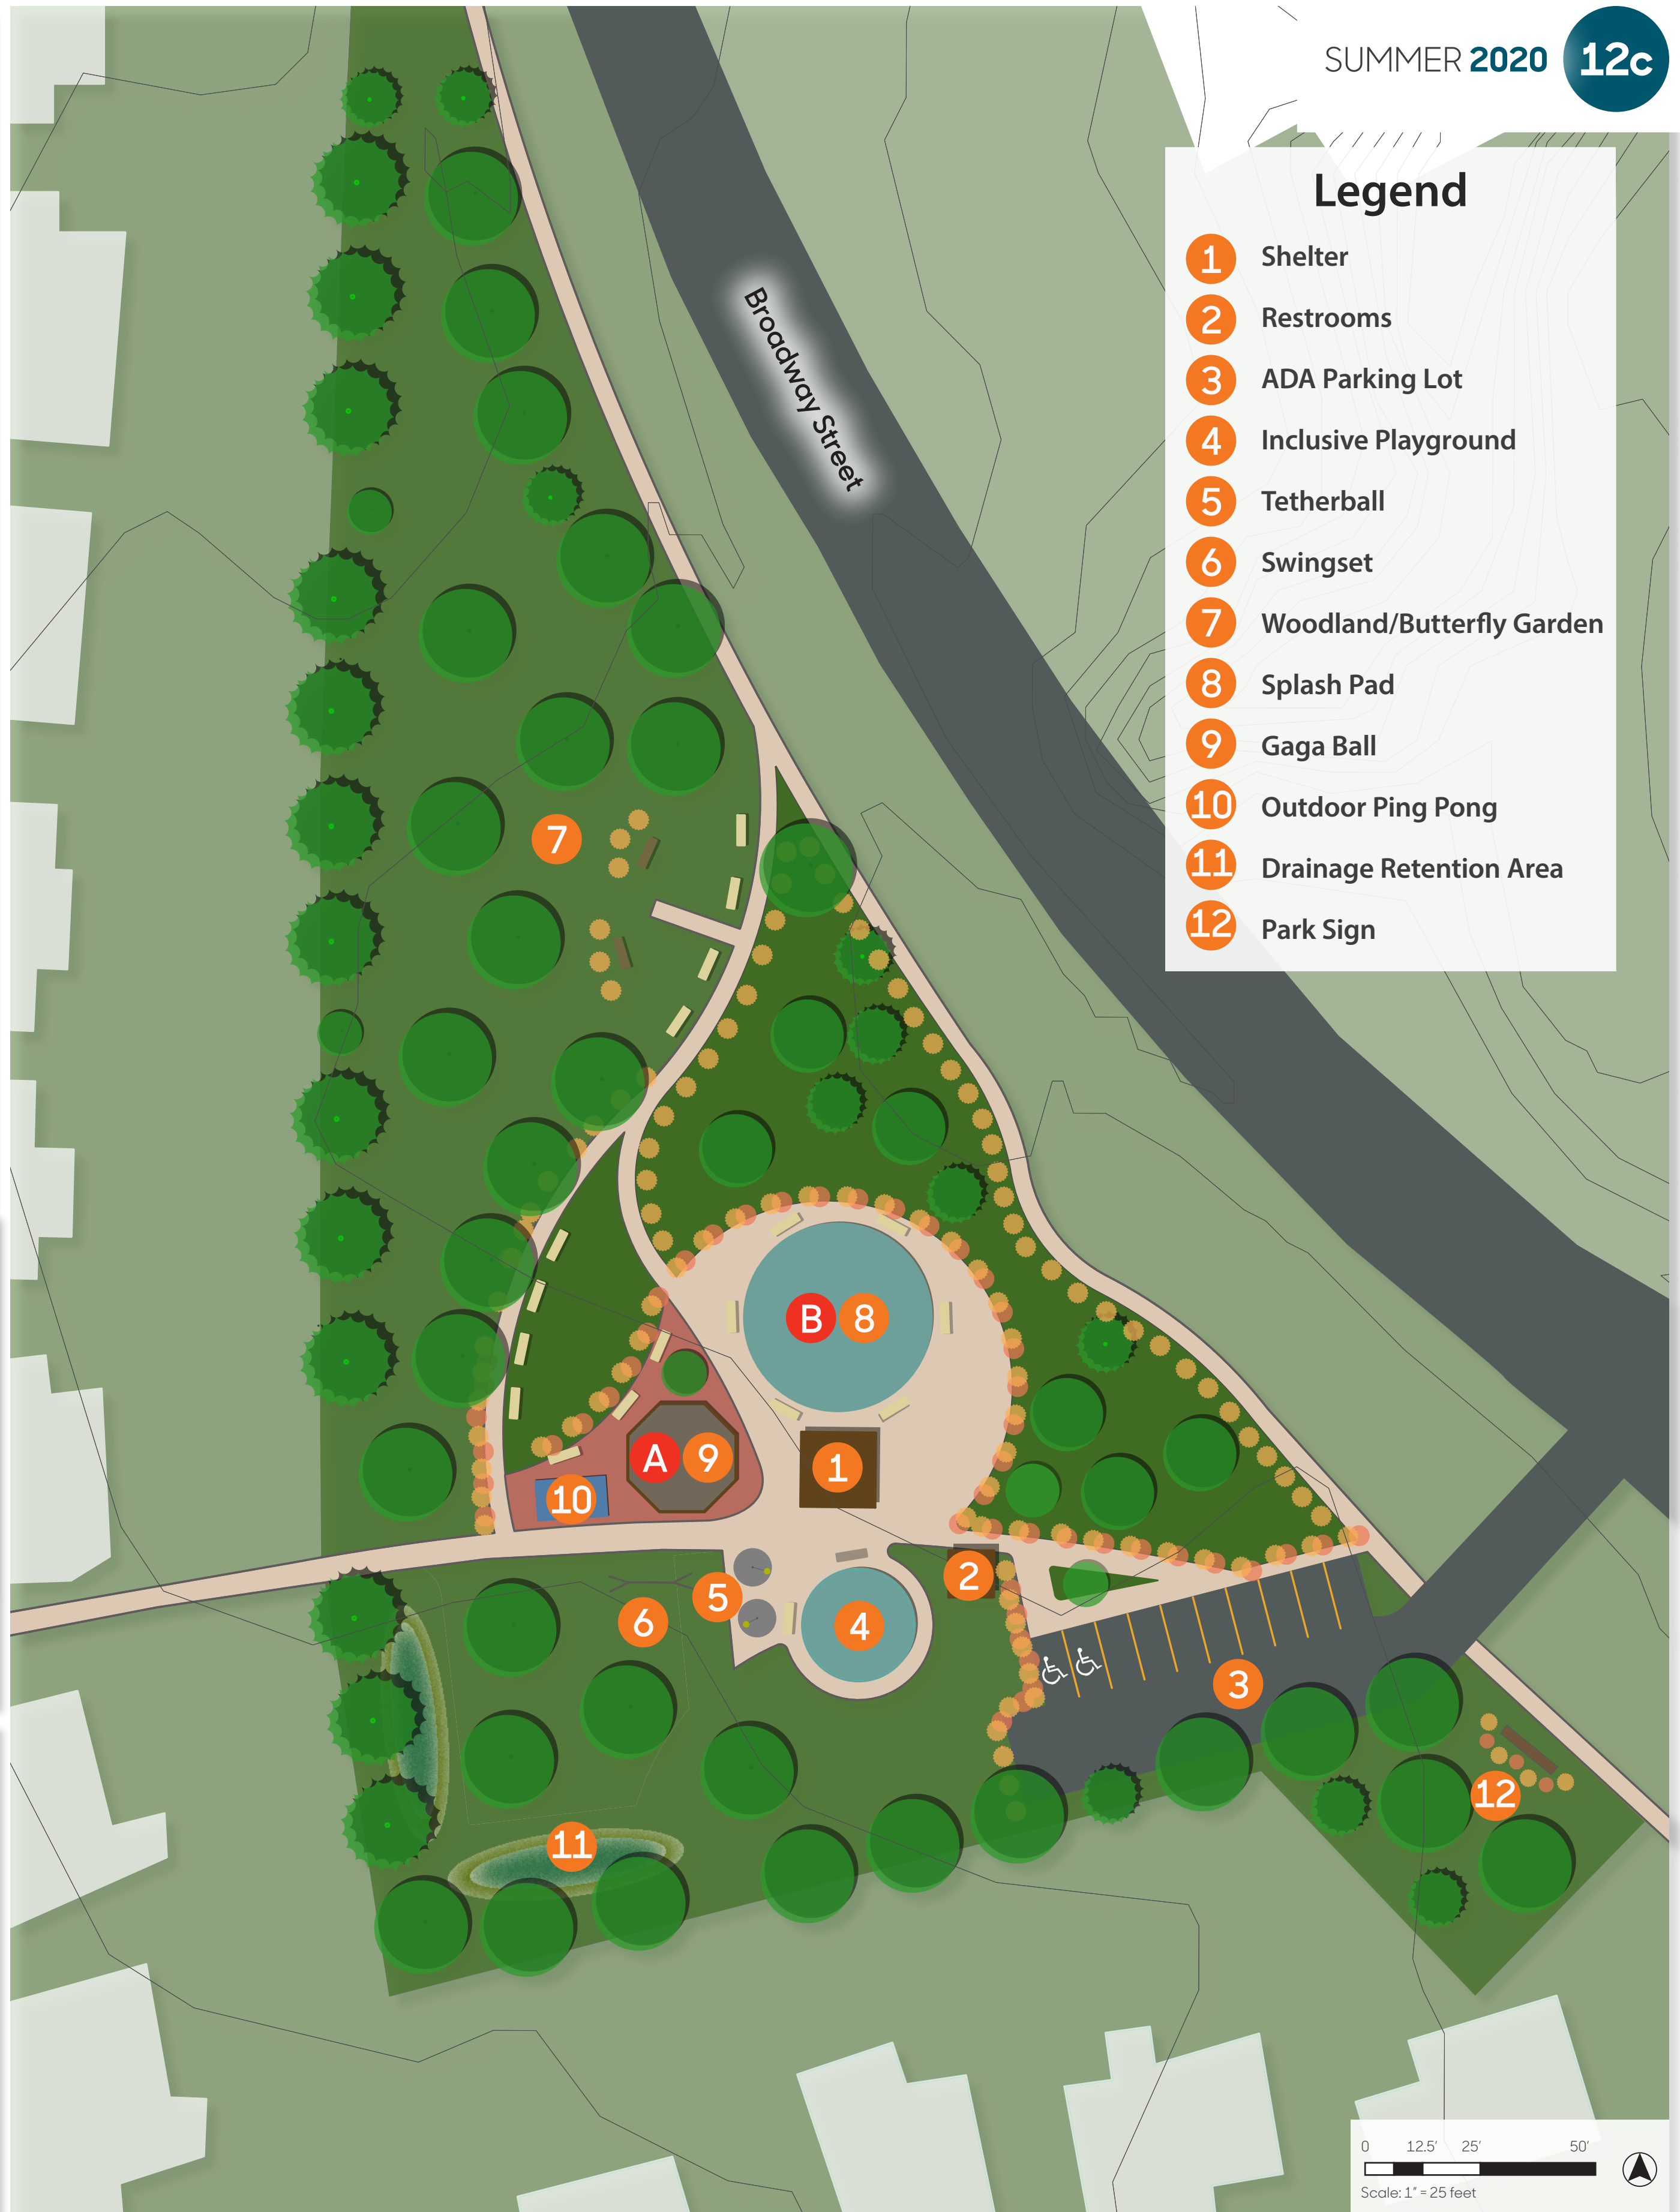 SUMMER 2020 12c
Legend
1 Shelter
2 Restrooms
3 ADA Parking Lot
4 Inclusive Playground
5 Tetherball
6 Swingset
7 Woodland/Butterfly Garden
8 Splash Pad
9 Gaga Ball
10 Outdoor Ping Pong
11 Drainage Retention Area
12 Park Sign
Broadway Street
7
B 8
A 9
1
10
2
5
6
4
3
12
11
0 12.5' 25' 50'
Scale: 1" = 25 feet